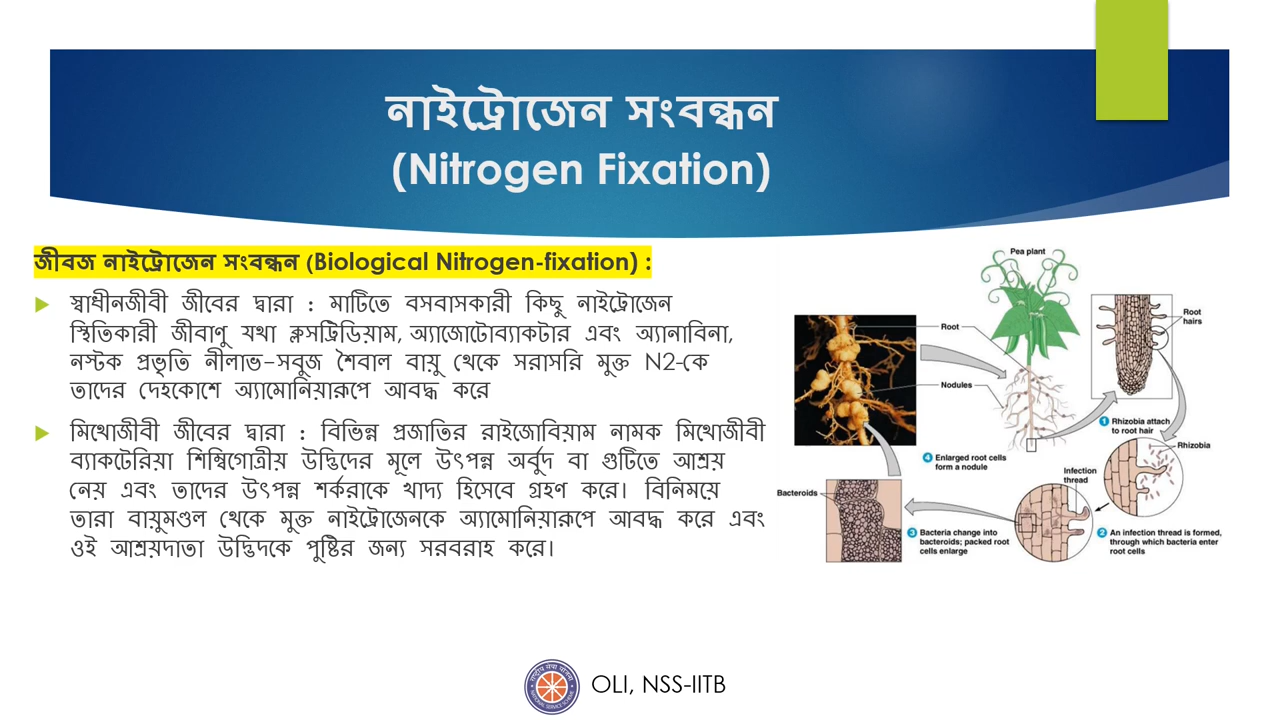 নাইট্রোজেন সংবন্ধন
(Nitrogen Fixation)
জীবজ নাইট্রোজেন সংবন্ধন (Biological Nitrogen-fixation) :
স্বাধীনজীবী জীবের দ্বারা : মাটিতে বসবাসকারী কিছু নাইট্রোজেন
স্থিতিকারী জীবাণু যথা ক্লসট্রিডিয়াম, অ্যাজোটোব্যাকটার এবং অ্যানাবিনা,
নস্টক প্রভৃতি নীলাভ-সবুজ শৈবাল বায়ু থেকে সরাসরি মুক্ত N2-কে
তাদের দেহকোশে অ্যামোনিয়ারূপে আবদ্ধ করে
মিথোজীবী জীবের দ্বারা : বিভিন্ন প্রজাতির রাইজোবিয়াম নামক মিথোজীবী
ব্যাকটেরিয়া শিম্বিগোত্রীয় উদ্ভিদের মূলে উৎপন্ন অর্বুদ বা গুটিতে আশ্রয়
নেয় এবং তাদের উৎপন্ন শর্করাকে খাদ্য হিসেবে গ্রহণ করে। বিনিময়ে
তারা বায়ুমণ্ডল থেকে মুক্ত নাইট্রোজেনকে অ্যামোনিয়ারূপে আবদ্ধ করে এবং
ওই আশ্রয়দাতা উদ্ভিদকে পুষ্টির জন্য সরবরাহ করে।
Pea plant
Root
hairs
Root
Nodules
1 Rhizobia attach
to root hair
Rhizobia
4 Enlarged root cells
form a nodule
Infection
thread
Bacteroids
3 Bacteria change into
bacteroids; packed root
cells enlarge
2 An infection thread is formed,
through which bacteria enter
root cells
OLI, NSS-IITB